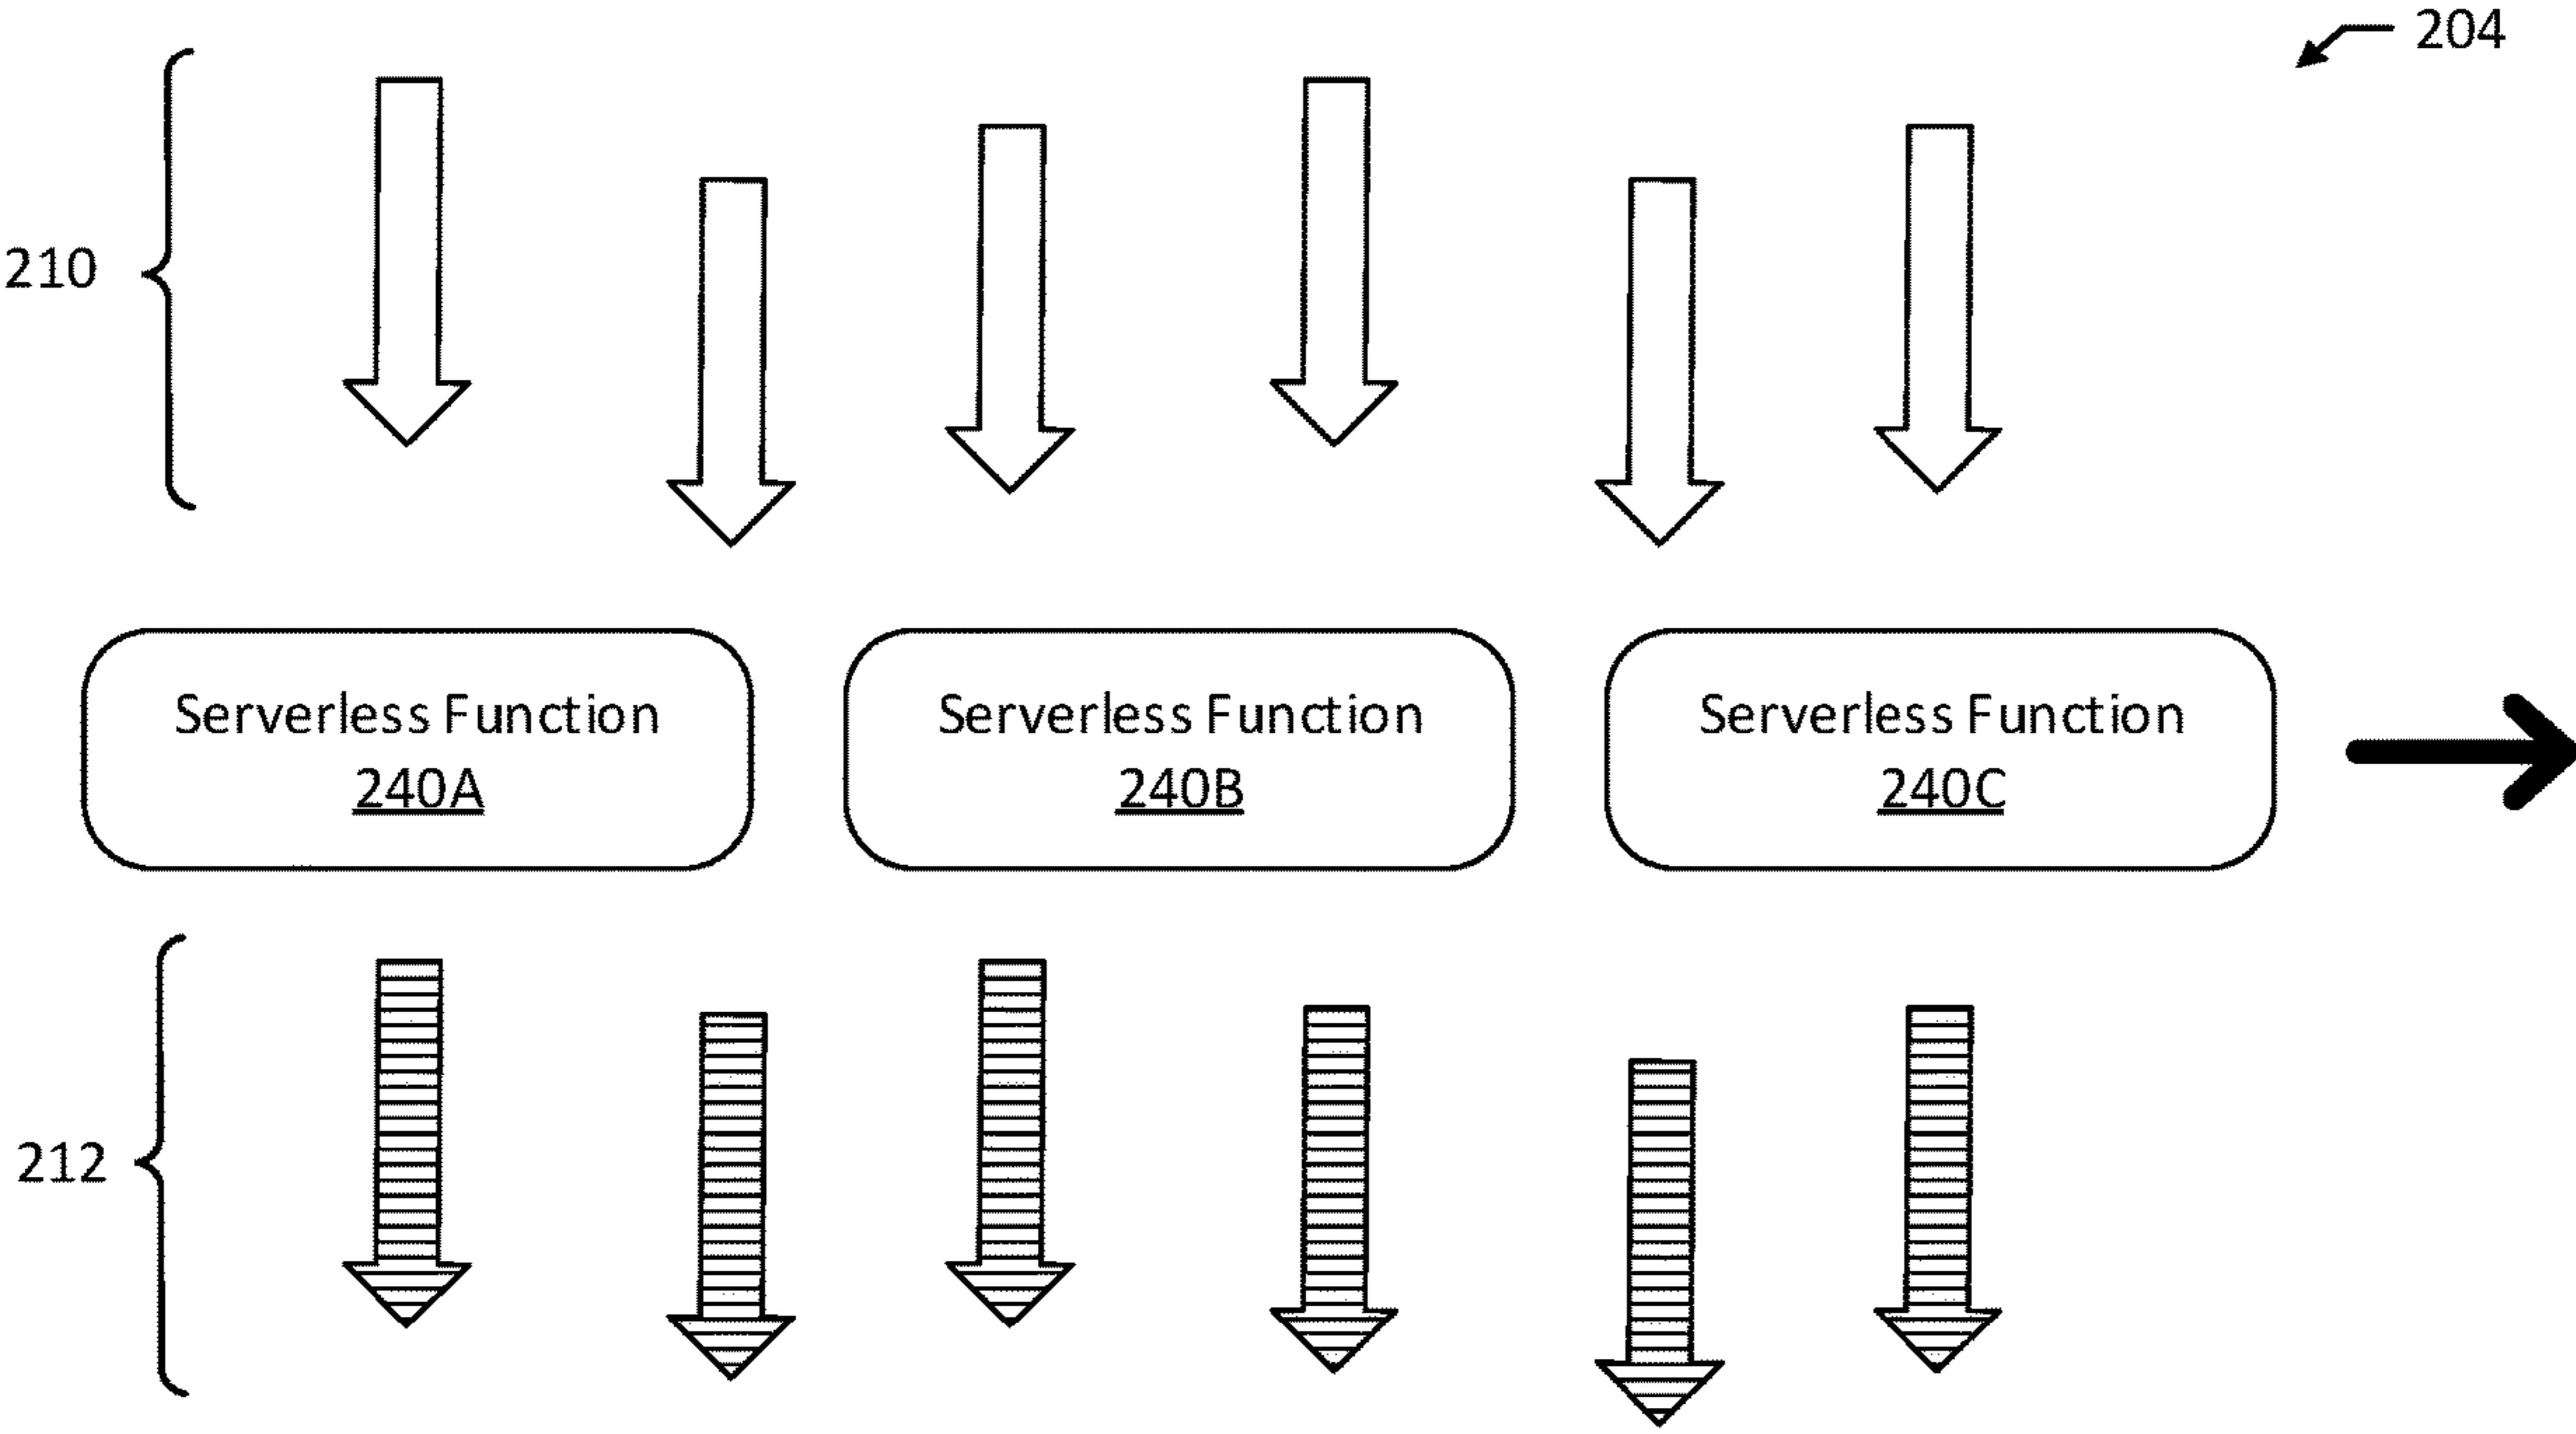 204
210
Serverless Function
240A
Serverless Function
240B
Serverless Function
240C
212